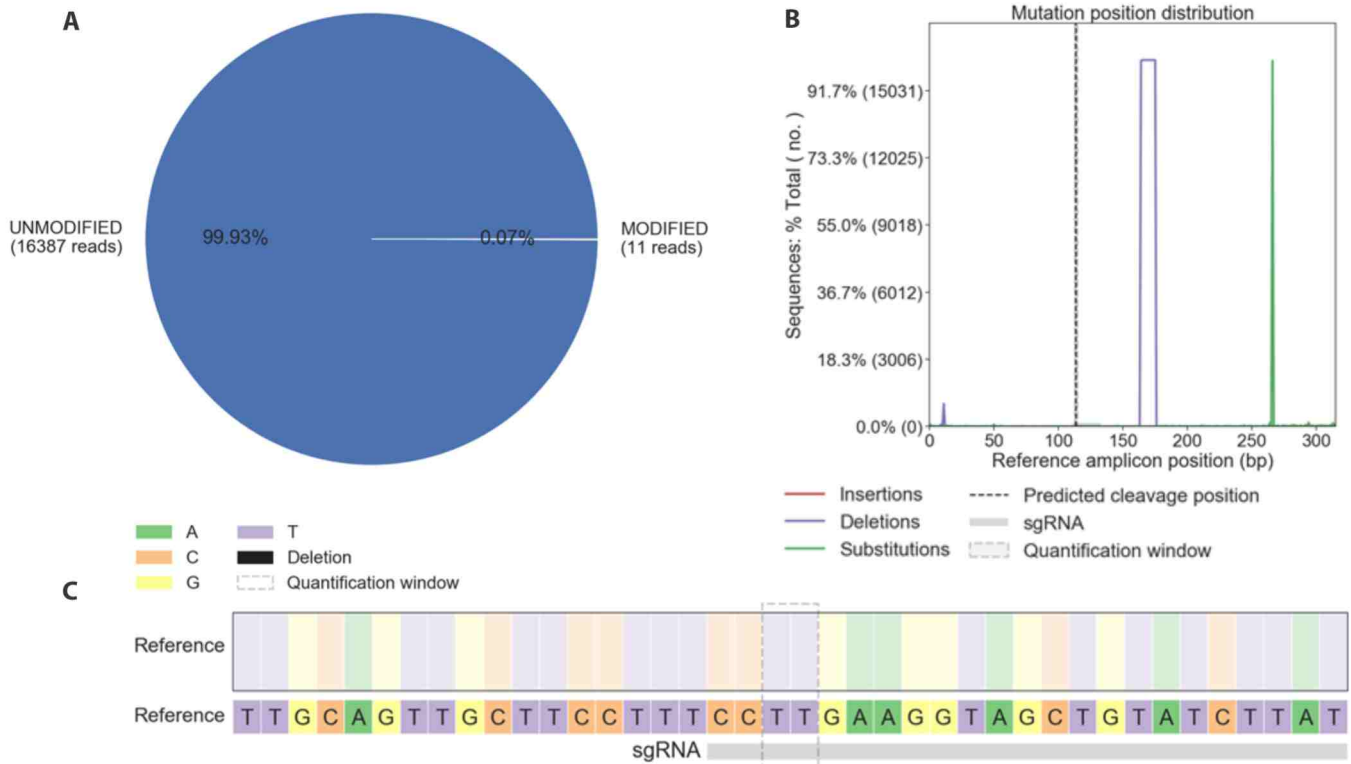 A
UNMODIFIED
(16387 reads)
99.93%
0.07%
MODIFIED
(11 reads)
B
Mutation position distribution
Sequences: % Total ( no. )
91.7% (15031)
73.3% (12025)
55.0% (9018)
36.7% (6012)
18.3% (3006)
0.0% (0)
0 50 100 150 200 250 300
Reference amplicon position (bp)
Insertions
Deletions
Substitutions
Predicted cleavage position
sgRNA
Quantification window
A
C
G
T
Deletion
Quantification window
C
Reference
Reference T T G C A G T T G C T T C C T T T C C T T G A A G G T A G C T G T A T C T T A T
sgRNA